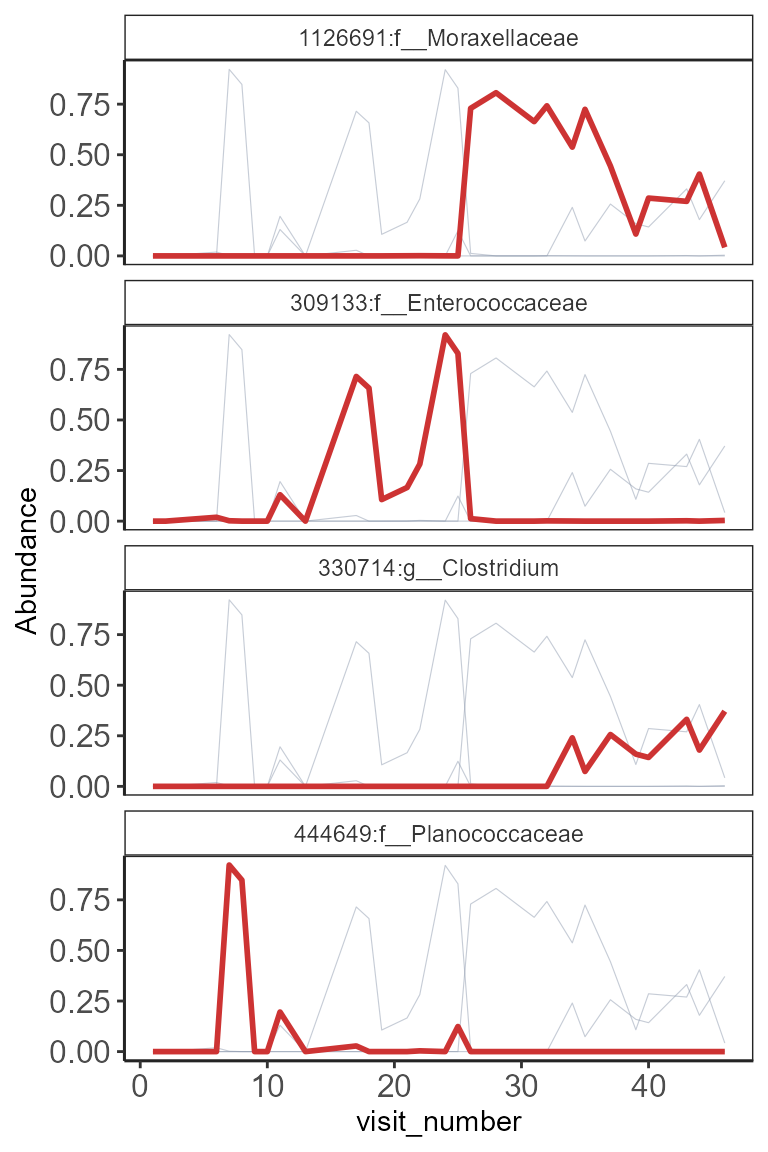 1126691:f__Moraxellaceae
0.75
0.50
0.25
0.00
309133:f__Enterococcaceae
0.75
0.50
0.25
0.00
Abundance
330714:g__Clostridium
0.75
0.50
0.25
0.00
444649:f__Planococcaceae
0.75
0.50
0.25
0.00
0 10 20 30 40
visit_number